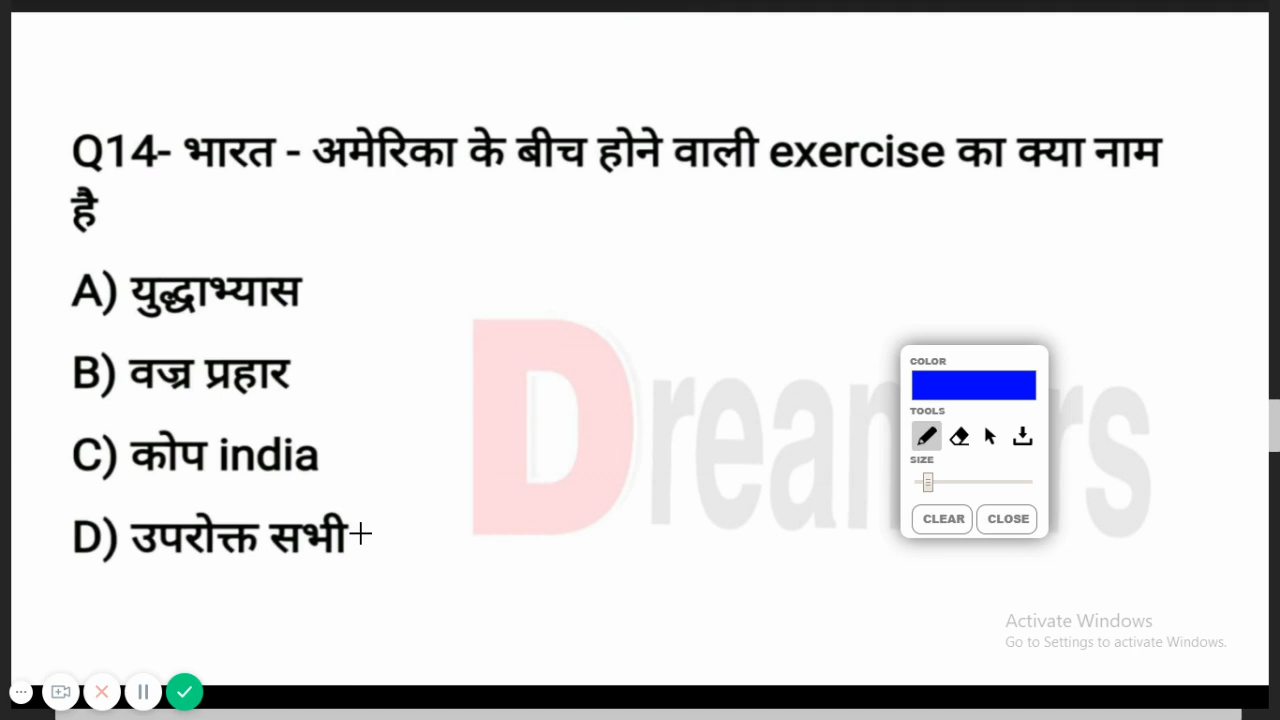 Q14- भारत - अमेरिका के बीच होने वाली exercise का क्या नाम
है
A) युद्धाभ्यास
B) वज्र प्रहार
C) कोप india
D) उपरोक्त सभी
Dreamers
COLOR
TOOLS
SIZE
CLEAR CLOSE
Activate Windows
Go to Settings to activate Windows.